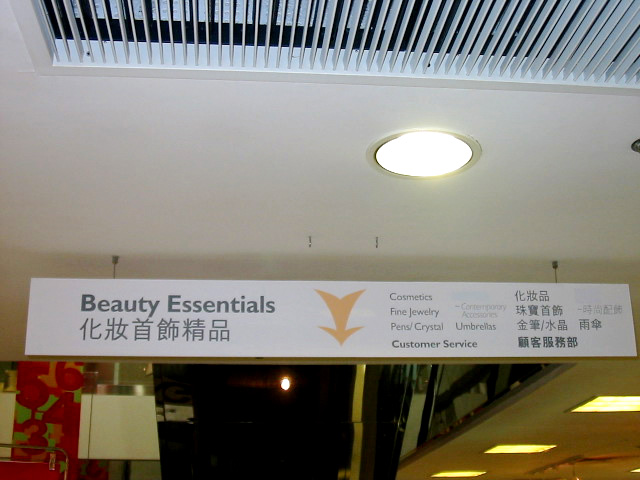 Beauty Essentials
化妝首飾精品
Cosmetics
Fine Jewelry
Contemporary Accessories
Pens/ Crystal Umbrellas
Customer Service
化妝品
珠寶首飾 時尚配飾
金筆/水晶 雨傘
顧客服務部